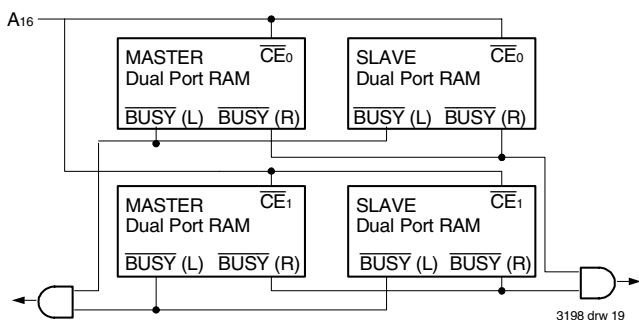 A16
MASTER
Dual Port RAM
CE0
BUSY (L) BUSY (R)
SLAVE
Dual Port RAM
CE0
BUSY (L) BUSY (R)
MASTER
Dual Port RAM
CE1
BUSY (L) BUSY (R)
SLAVE
Dual Port RAM
CE1
BUSY (L) BUSY (R)
3198 drw 19